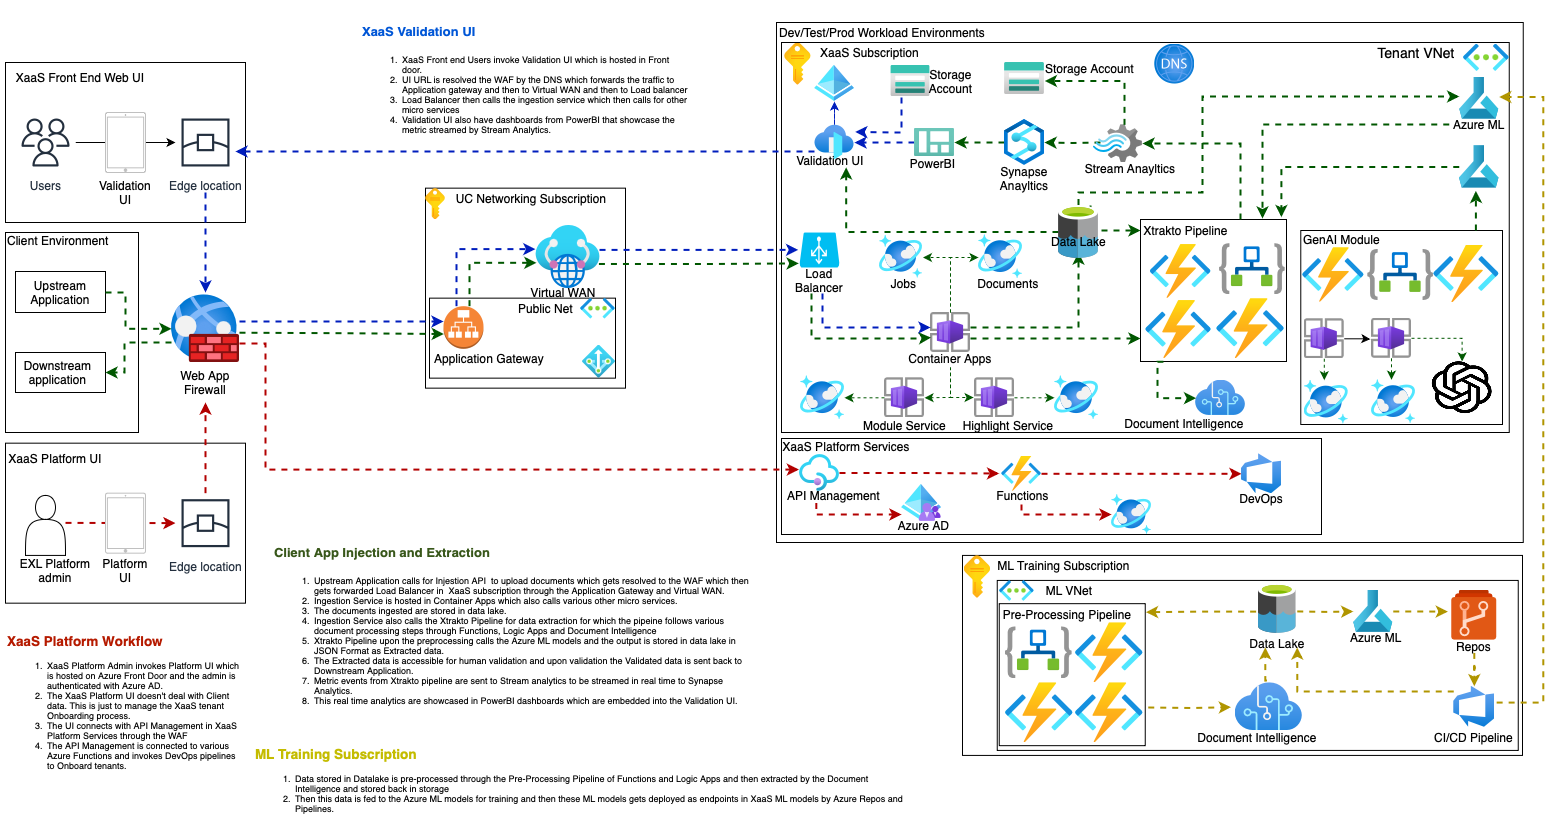 XaaS Validation UI
1. XaaS Front end Users invoke Validation UI which is hosted in Front
door.
2. UI URL is resolved the WAF by the DNS which forwards the traffic to
Application gateway and then to Virtual WAN and then to Load balancer
3. Load Balancer then calls the ingestion service which then calls for other
micro services
4. Validation UI also have dashboards from PowerBI that showcase the
metric streamed by Stream Analytics.
XaaS Front End Web UI
Users
Validation
UI
Edge location
Client Environment
Upstream
Application
Downstream
application
Web App
Firewall
XaaS Platform UI
EXL Platform
admin
Platform
UI
Edge location
UC Networking Subscription
Virtual WAN
Public Net
Application Gateway
Dev/Test/Prod Workload Environments
XaaS Subscription
Tenant VNet
DNS
Storage
Account
Storage Account
Azure ML
Validation UI
PowerBI
Synapse
Anayltics
Stream Anayltics
Data Lake
Xtrakto Pipeline
GenAI Module
Load
Balancer
Jobs
Documents
Container Apps
Module Service
Highlight Service
Document Intelligence
XaaS Platform Services
API Management
Azure AD
Functions
DevOps
ML Training Subscription
ML VNet
Pre-Processing Pipeline
Data Lake
Azure ML
Repos
Document Intelligence
CI/CD Pipeline
Client App Injection and Extraction
1. Upstream Application calls for Injestion API to upload documents which gets resolved to the WAF which then
gets forwarded Load Balancer in XaaS subscription through the Application Gateway and Virtual WAN.
2. Ingestion Service is hosted in Container Apps which also calls various other micro services.
3. The documents ingested are stored in data lake.
4. Ingestion Service also calls the Xtrakto Pipeline for data extraction for which the pipeine follows various
document processing steps through Functions, Logic Apps and Document Intelligence
5. Xtrakto Pipeline upon the preprocessing calls the Azure ML models and the output is stored in data lake in
JSON Format as Extracted data.
6. The Extracted data is accessible for human validation and upon validation the Validated data is sent back to
Downstream Application.
7. Metric events from Xtrakto pipeline are sent to Stream analytics to be streamed in real time to Synapse
Analytics.
8. This real time analytics are showcased in PowerBI dashboards which are embedded into the Validation UI.
XaaS Platform Workflow
1. XaaS Platform Admin invokes Platform UI which
is hosted on Azure Front Door and the admin is
authenticated with Azure AD.
2. The XaaS Platform UI doesn't deal with Client
data. This is just to manage the XaaS tenant
Onboarding process.
3. The UI connects with API Management in XaaS
Platform Services through the WAF
4. The API Management is connected to various
Azure Functions and invokes DevOps pipelines
to Onboard tenants.
ML Training Subscription
1. Data stored in Datalake is pre-processed through the Pre-Processing Pipeline of Functions and Logic Apps and then extracted by the Document
Intelligence and stored back in storage
2. Then this data is fed to the Azure ML models for training and then these ML models gets deployed as endpoints in XaaS ML models by Azure Repos and
Pipelines.